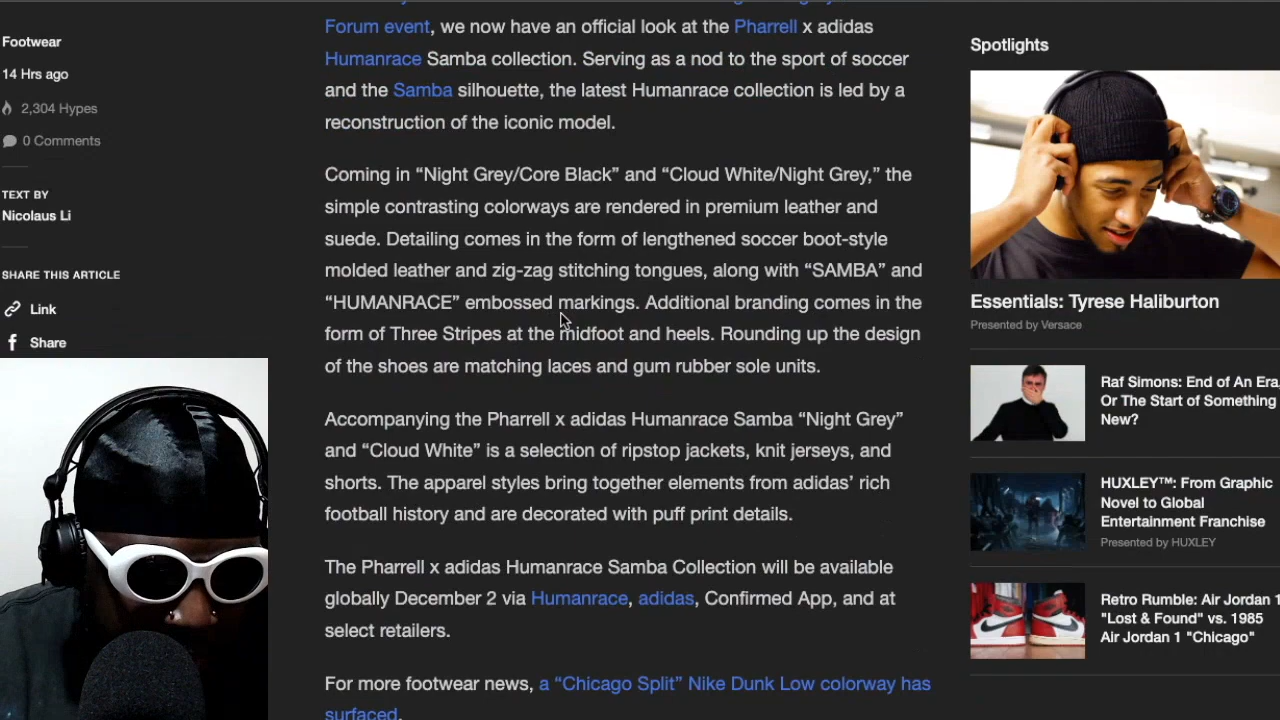 Footwear
14 Hrs ago
2,304 Hypes
0 Comments
TEXT BY
Nicolaus Li
SHARE THIS ARTICLE
Link
Share
Forum event, we now have an official look at the Pharrell x adidas
Humanrace Samba collection. Serving as a nod to the sport of soccer
and the Samba silhouette, the latest Humanrace collection is led by a
reconstruction of the iconic model.
Coming in “Night Grey/Core Black” and “Cloud White/Night Grey,” the
simple contrasting colorways are rendered in premium leather and
suede. Detailing comes in the form of lengthened soccer boot-style
molded leather and zig-zag stitching tongues, along with “SAMBA” and
“HUMANRACE” embossed markings. Additional branding comes in the
form of Three Stripes at the midfoot and heels. Rounding up the design
of the shoes are matching laces and gum rubber sole units.
Accompanying the Pharrell x adidas Humanrace Samba “Night Grey”
and “Cloud White” is a selection of ripstop jackets, knit jerseys, and
shorts. The apparel styles bring together elements from adidas’ rich
football history and are decorated with puff print details.
The Pharrell x adidas Humanrace Samba Collection will be available
globally December 2 via Humanrace, adidas, Confirmed App, and at
select retailers.
For more footwear news, a “Chicago Split” Nike Dunk Low colorway has
surfaced.
Spotlights
Essentials: Tyrese Haliburton
Presented by Versace
Raf Simons: End of An Era,
Or The Start of Something
New?
HUXLEY™: From Graphic
Novel to Global
Entertainment Franchise
Presented by HUXLEY
Retro Rumble: Air Jordan 1
"Lost & Found" vs. 1985
Air Jordan 1 "Chicago"